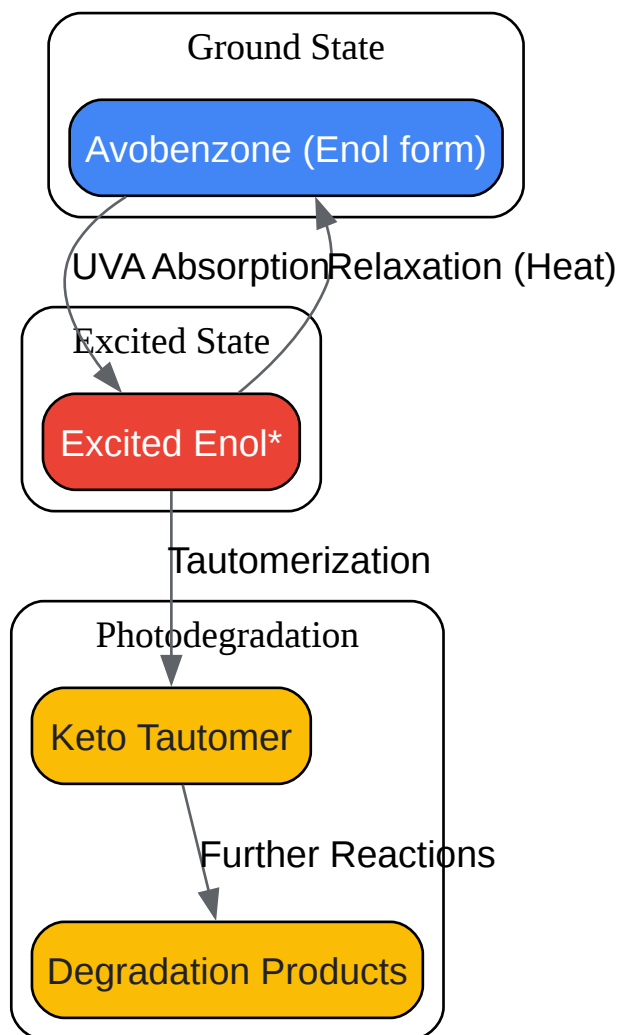 Ground State
Avobenzone (Enol form)
UVA Absorption
Relaxation (Heat)
Excited State
Excited Enol*
Tautomerization
Photodegradation
Keto Tautomer
Further Reactions
Degradation Products